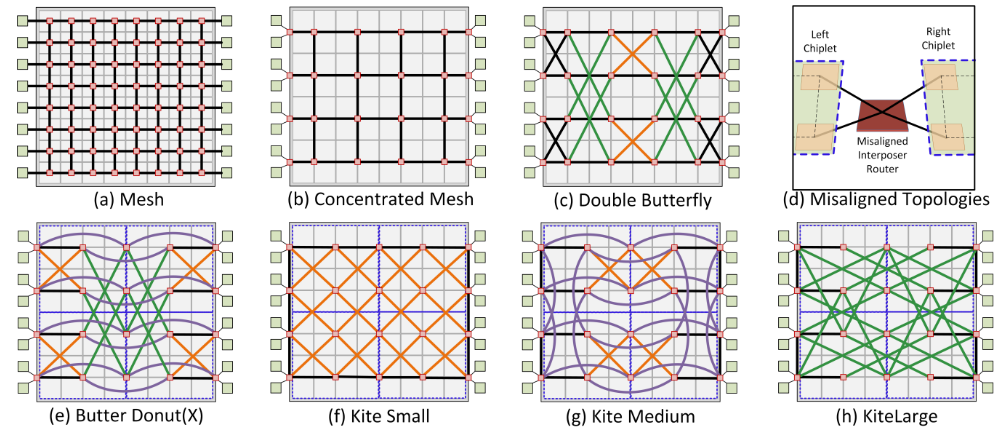 (a) Mesh
(b) Concentrated Mesh
(c) Double Butterfly
Left
Chiplet
Right
Chiplet
Misaligned
Interposer
Router
(d) Misaligned Topologies
(e) Butter Donut(X)
(f) Kite Small
(g) Kite Medium
(h) KiteLarge